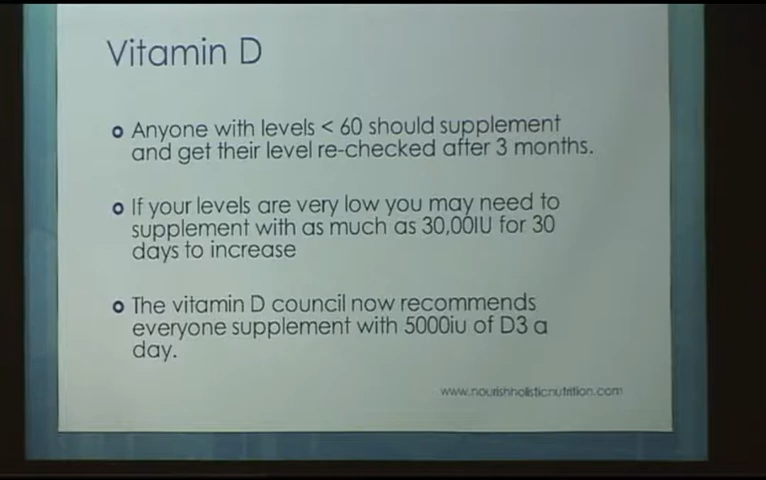 Vitamin D
Anyone with levels < 60 should supplement
and get their level re-checked after 3 months.
If your levels are very low you may need to
supplement with as much as 30,00IU for 30
days to increase
The vitamin D council now recommends
everyone supplement with 5000iu of D3 a
day.
www.nourishholisticnutrition.com